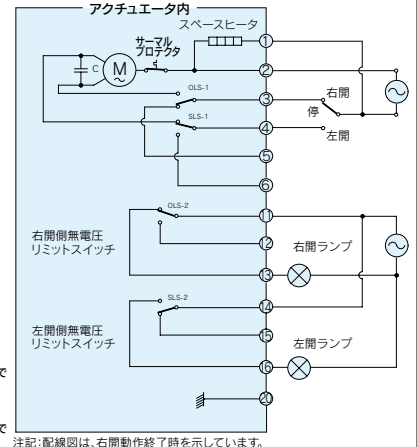 アクチュエータ内
スペースヒータ
サーマル
プロテクタ
①
C
M
②
OLS-1
右開
③
停
SLS-1
④
左開
⑤
⑥
OLS-2
⑪
右開側無電圧
リミットスイッチ
⑫
右開ランプ
⑬
SLS-2
⑭
左開側無電圧
リミットスイッチ
⑮
左開ランプ
⑯
で
⑳
で
注記:配線図は、右開動作終了時を示しています。